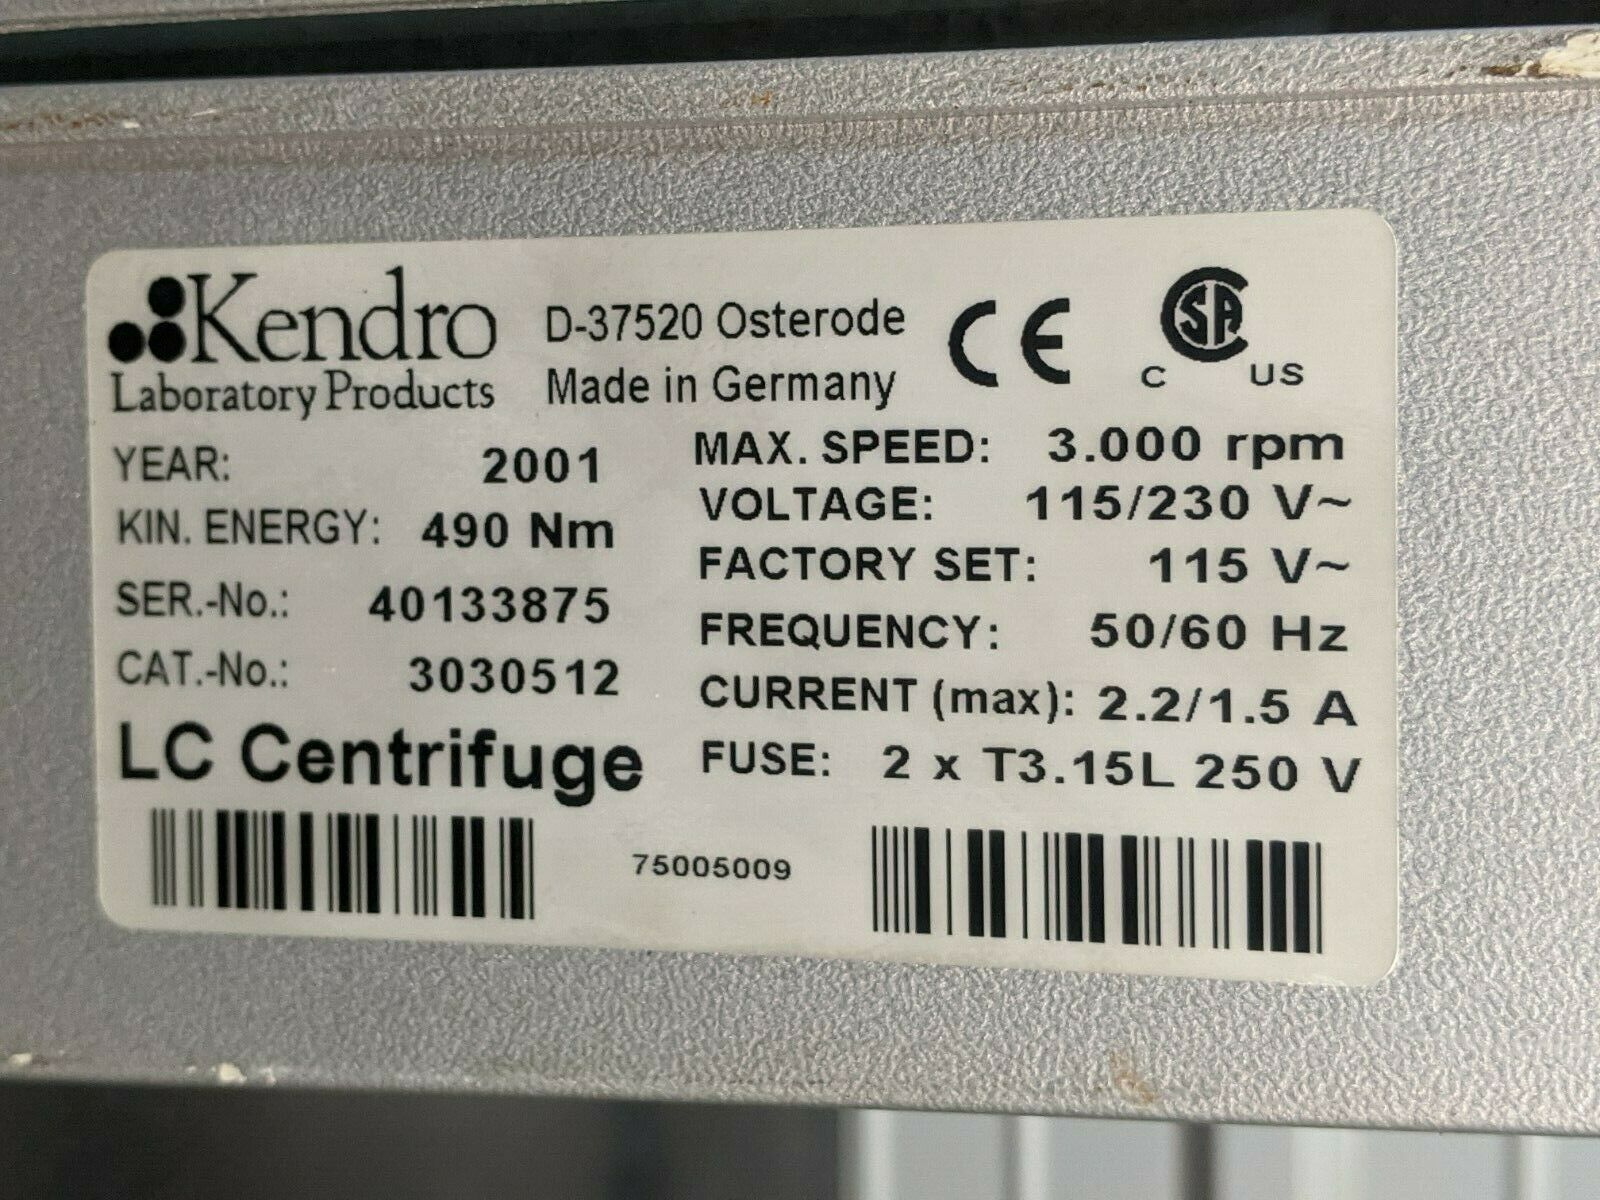 Kendro
Laboratory Products
D-37520 Osterode
Made in Germany
CE
CSA
C US
YEAR: 2001
KIN. ENERGY: 490 Nm
SER.-No.: 40133875
CAT.-No.: 3030512
LC Centrifuge
MAX. SPEED: 3.000 rpm
VOLTAGE: 115/230 V~
FACTORY SET: 115 V~
FREQUENCY: 50/60 Hz
CURRENT (max): 2.2/1.5 A
FUSE: 2 x T3.15L 250 V
75005009